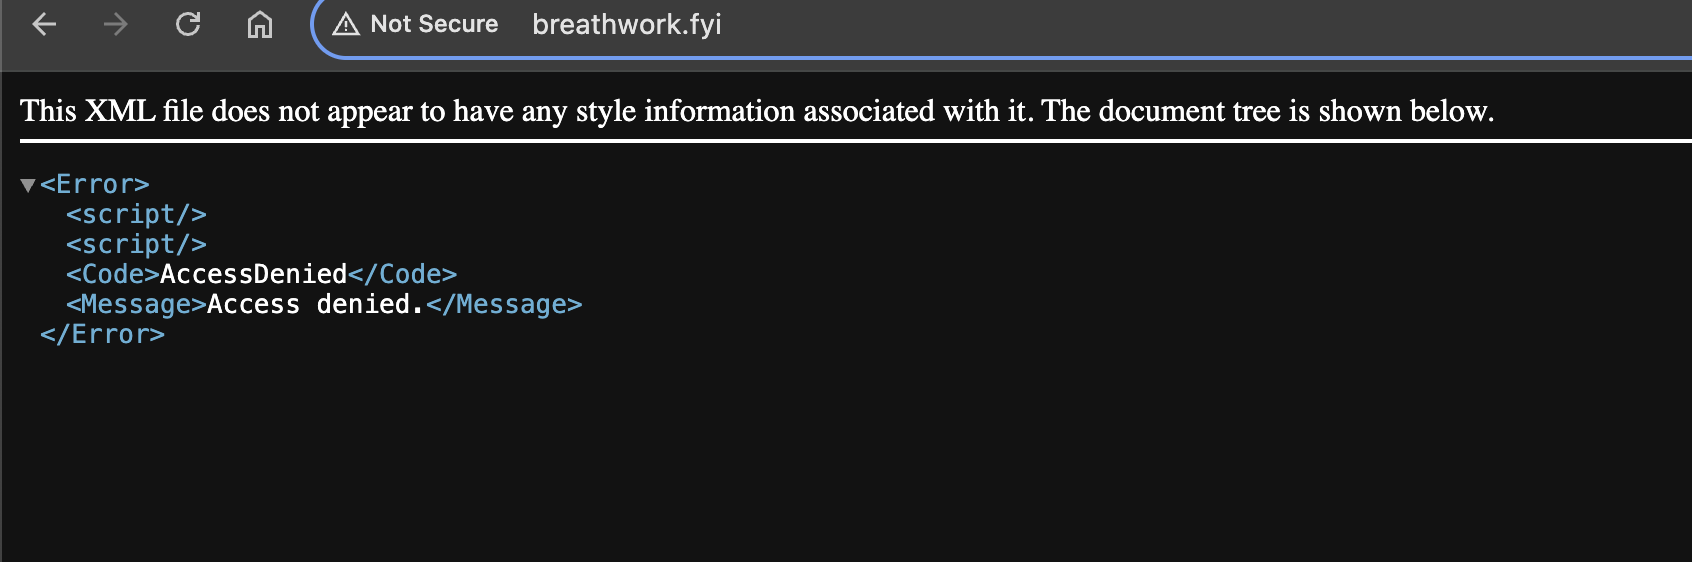 Not Secure breathwork.fyi
This XML file does not appear to have any style information associated with it. The document tree is shown below.
▼<Error>
<script/>
<script/>
<Code>AccessDenied</Code>
<Message>Access denied.</Message>
</Error>